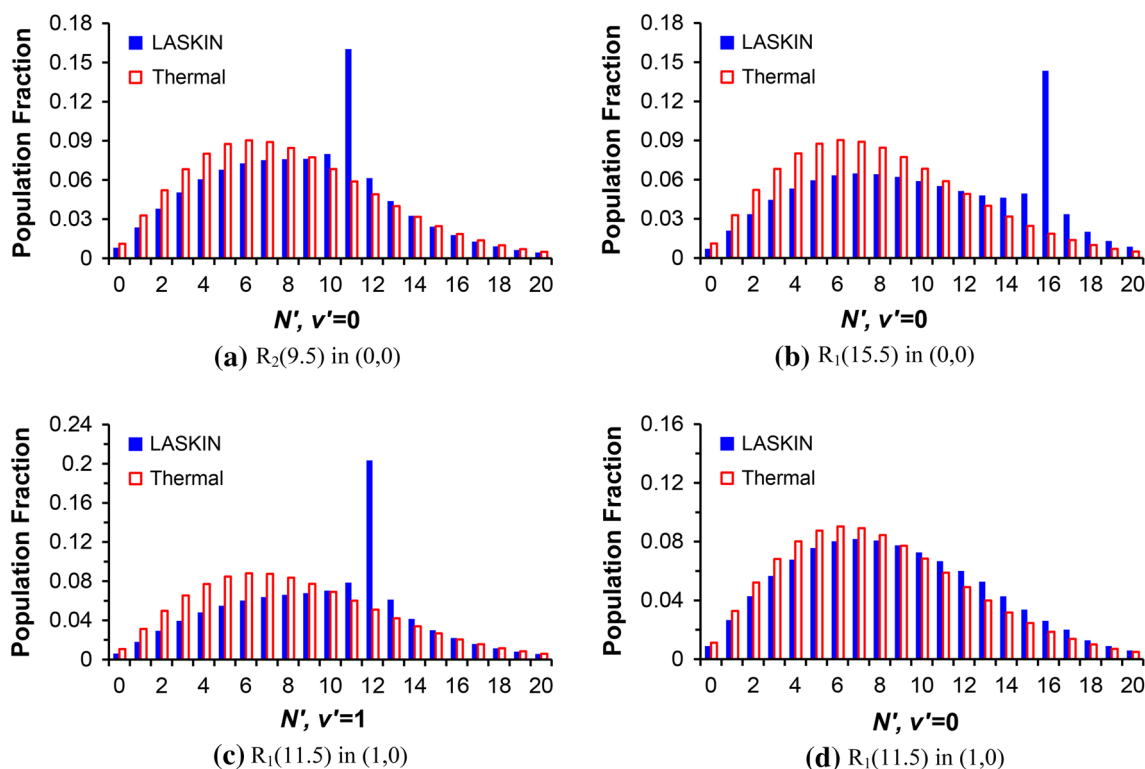 Population Fraction
0.18
0.15
0.12
0.09
0.06
0.03
0
LASKIN
Thermal
0 2 4 6 8 10 12 14 16 18 20
N', v'=0
(a) R₂(9.5) in (0,0)
Population Fraction
0.18
0.15
0.12
0.09
0.06
0.03
0
LASKIN
Thermal
0 2 4 6 8 10 12 14 16 18 20
N', v'=0
(b) R₁(15.5) in (0,0)
Population Fraction
0.24
0.2
0.16
0.12
0.08
0.04
0
LASKIN
Thermal
0 2 4 6 8 10 12 14 16 18 20
N', v'=1
(c) R₁(11.5) in (1,0)
Population Fraction
0.16
0.12
0.08
0.04
0
LASKIN
Thermal
0 2 4 6 8 10 12 14 16 18 20
N', v'=0
(d) R₁(11.5) in (1,0)